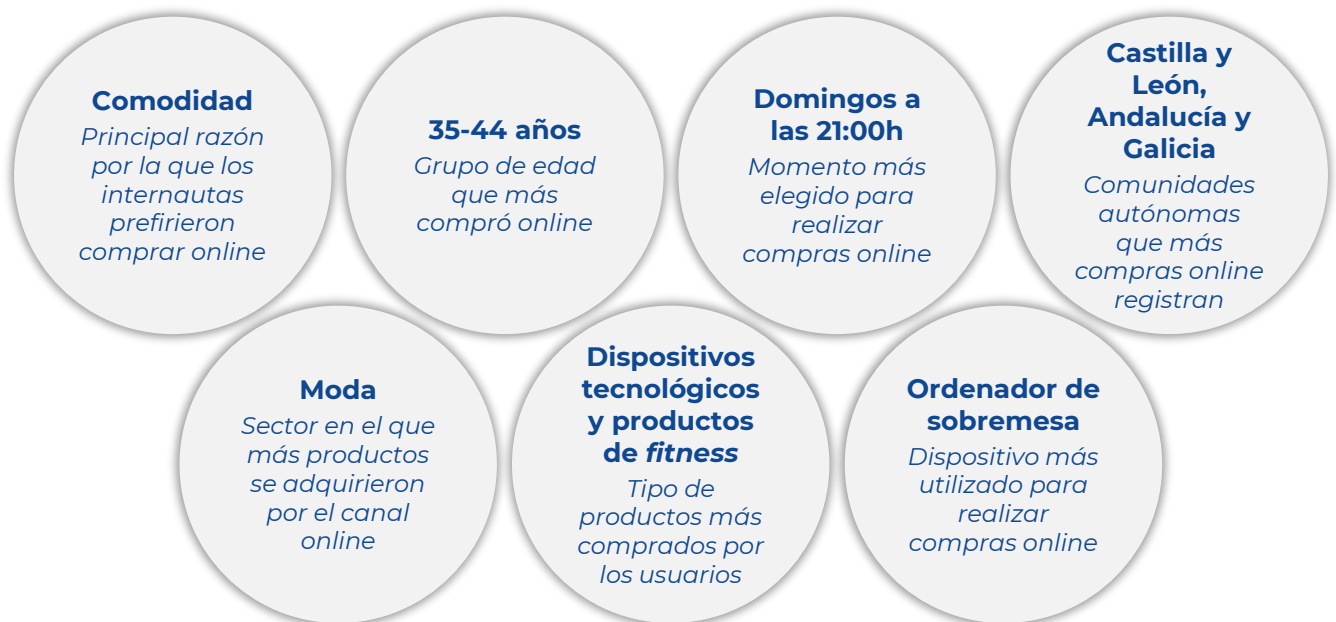 Comodidad
Principal razón
por la que los
internautas
prefirieron
comprar online
35-44 años
Grupo de edad
que más
compró online
Domingos a
las 21:00h
Momento más
elegido para
realizar
compras online
Castilla y
León,
Andalucía y
Galicia
Comunidades
autónomas
que más
compras online
registran
Moda
Sector en el que
más productos
se adquirieron
por el canal
online
Dispositivos
tecnológicos
y productos
de fitness
Tipo de
productos más
comprados por
los usuarios
Ordenador de
sobremesa
Dispositivo más
utilizado para
realizar
compras online